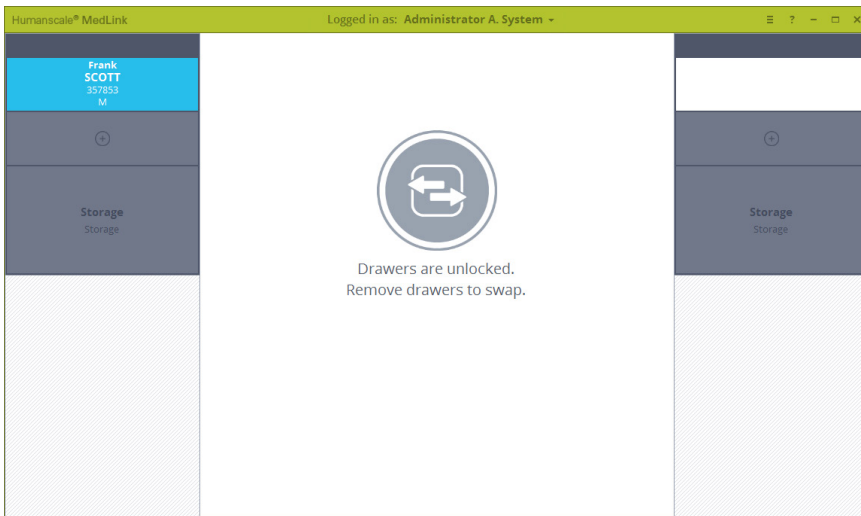 Humanscale® MedLink
Logged in as: Administrator A. System
?
Frank
SCOTT
357853
M
Storage
Storage
Drawers are unlocked.
Remove drawers to swap.
Storage
Storage